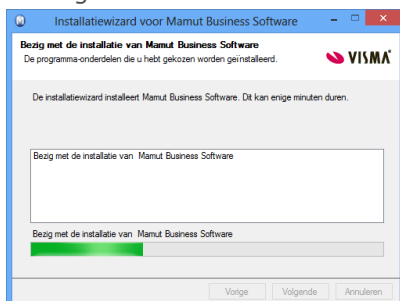 Installatiewizard voor Mamut Business Software
Bezig met de installatie van Mamut Business Software
De programma-onderdelen die u hebt gekozen worden geïnstalleerd.
VISMA
De installatiewizard installeert Mamut Business Software. Dit kan enige minuten duren.
Bezig met de installatie van Mamut Business Software
Bezig met de installatie van Mamut Business Software
Vorige
Volgende
Annuleren